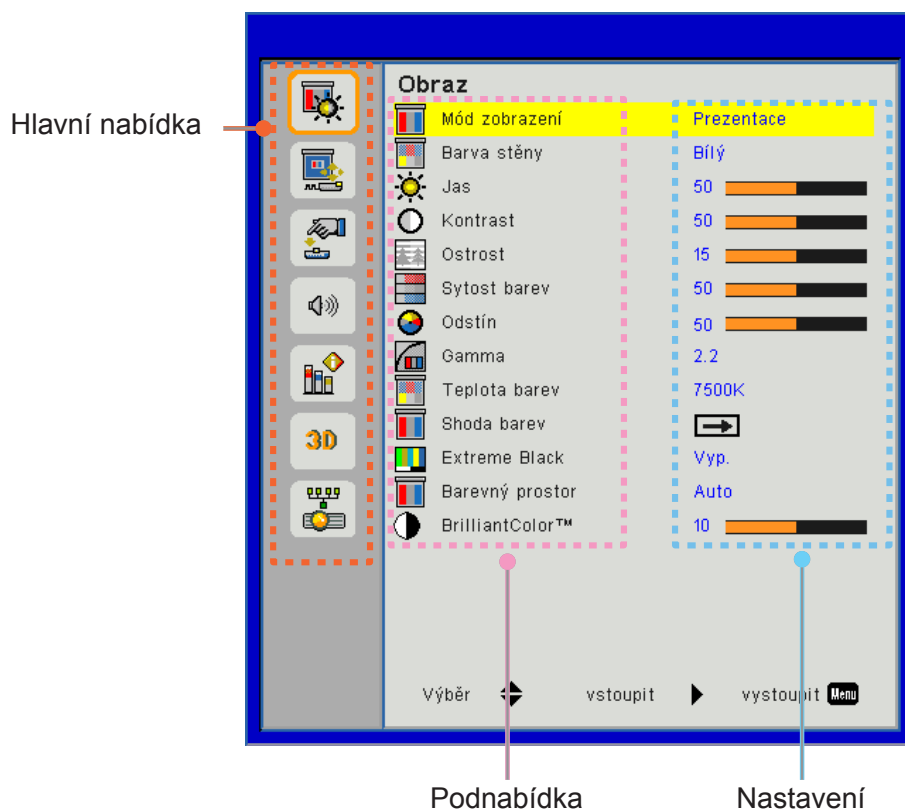 Obraz
Hlavní nabídka
Mód zobrazení Prezentace
Barva stěny Bílý
Jas 50
Kontrast 50
Ostrost 15
Sytost barev 50
Odstín 50
Gamma 2.2
Teplota barev 7500K
Shoda barev
Extreme Black Vyp.
Barevný prostor Auto
BrilliantColor™ 10
3D
Výběr vstoupit vystoupit Menu
Podnabídka Nastavení